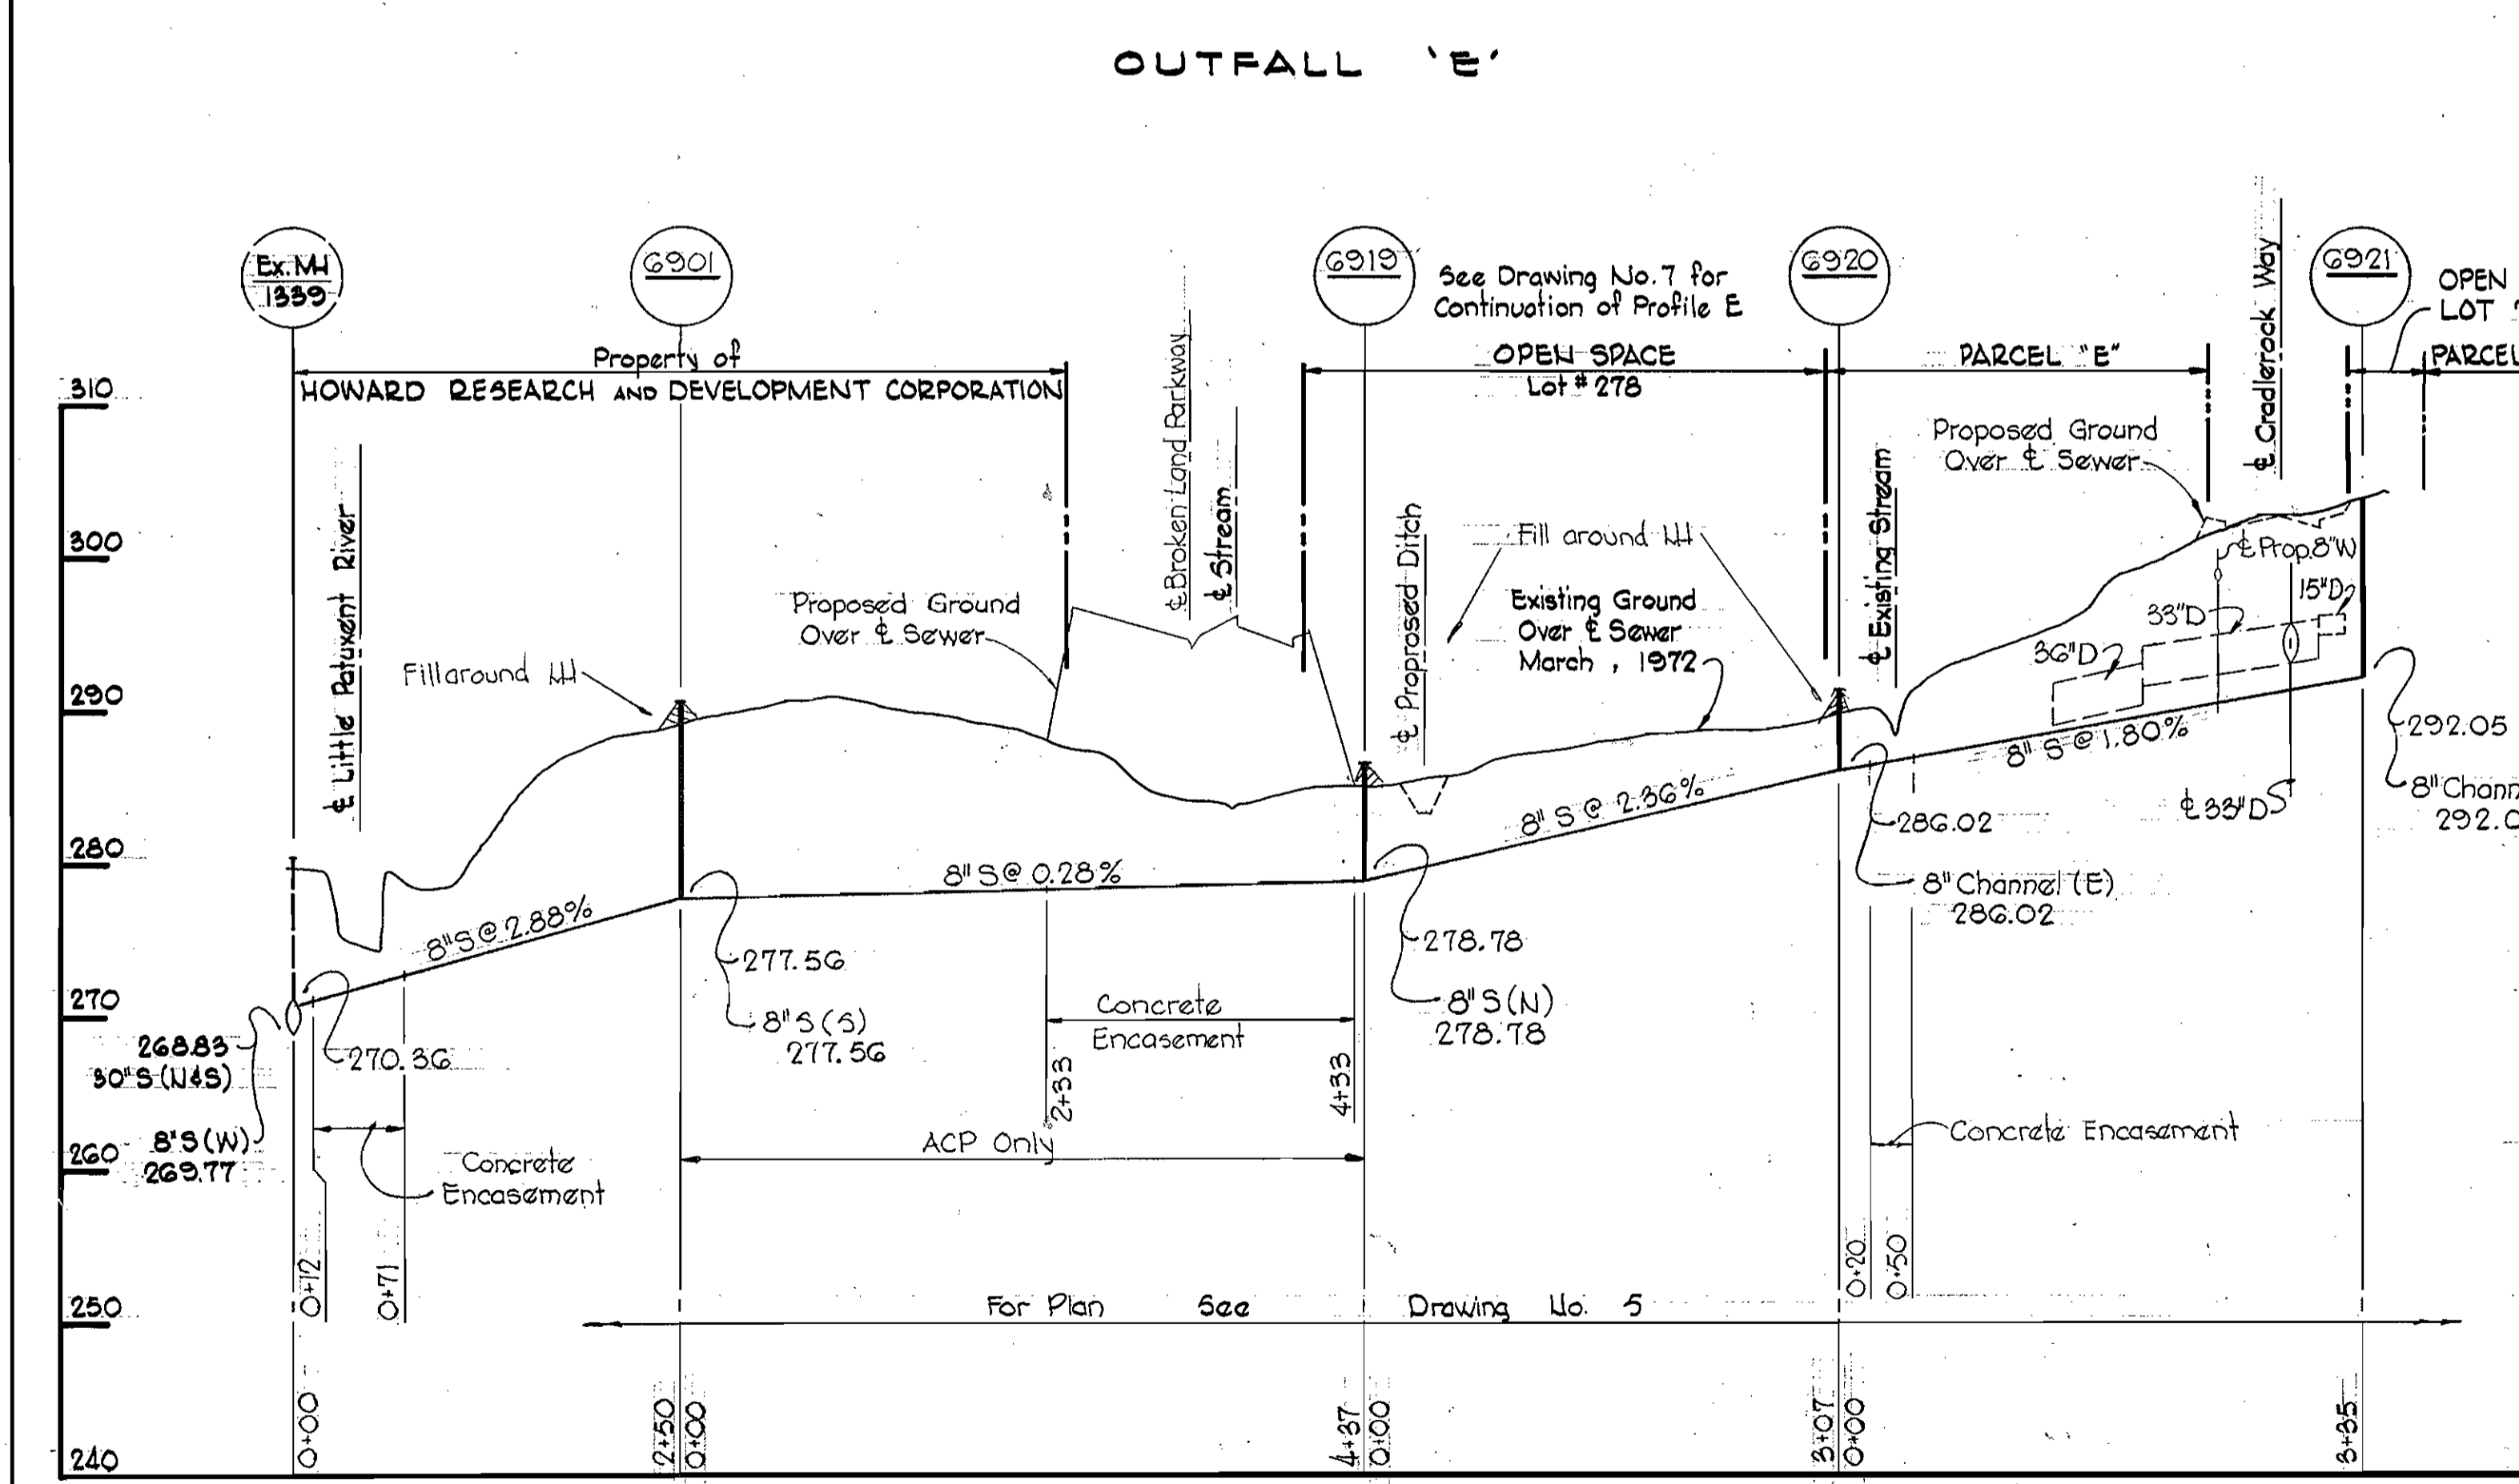 OUTFALL 'E'
Ex. MH
1339
6901
6919
See Drawing No. 7 for
Continuation of Profile E
6920
6921
OPEN
LOT
Property of
HOWARD RESEARCH AND DEVELOPMENT CORPORATION
OPEN SPACE
Lot # 278
PARCEL "E"
PARCEL
℄ Little Patuxent River
℄ Broken Land Parkway
℄ Stream
℄ Proprosed Ditch
℄ Existing Stream
℄ Cradlerock Way
310
300
290
280
270
260
250
240
Fill around MH
Proposed Ground
Over ℄ Sewer
Fill around MH
Existing Ground
Over ℄ Sewer
March, 1972
Proposed Ground
Over ℄ Sewer
℄ Prop. 8"W
15"D
33"D
36"D
℄ 33"D
8"S @ 2.88%
8"S @ 0.28%
8"S @ 2.36%
8"S @ 1.80%
268.83
30"S (N&S)
8"S (W)
269.77
270.36
277.56
8"S (S)
277.56
278.78
8"S (N)
278.78
286.02
8"Channel (E)
286.02
292.05
8"Chann
292.0
Concrete
Encasement
Concrete
Encasement
Concrete Encasement
ACP Only
0+12
0+71
2+33
4+33
0+20
0+50
For Plan See Drawing No. 5
0+00
2+50
0+00
4+37
0+00
3+07
0+00
3+35